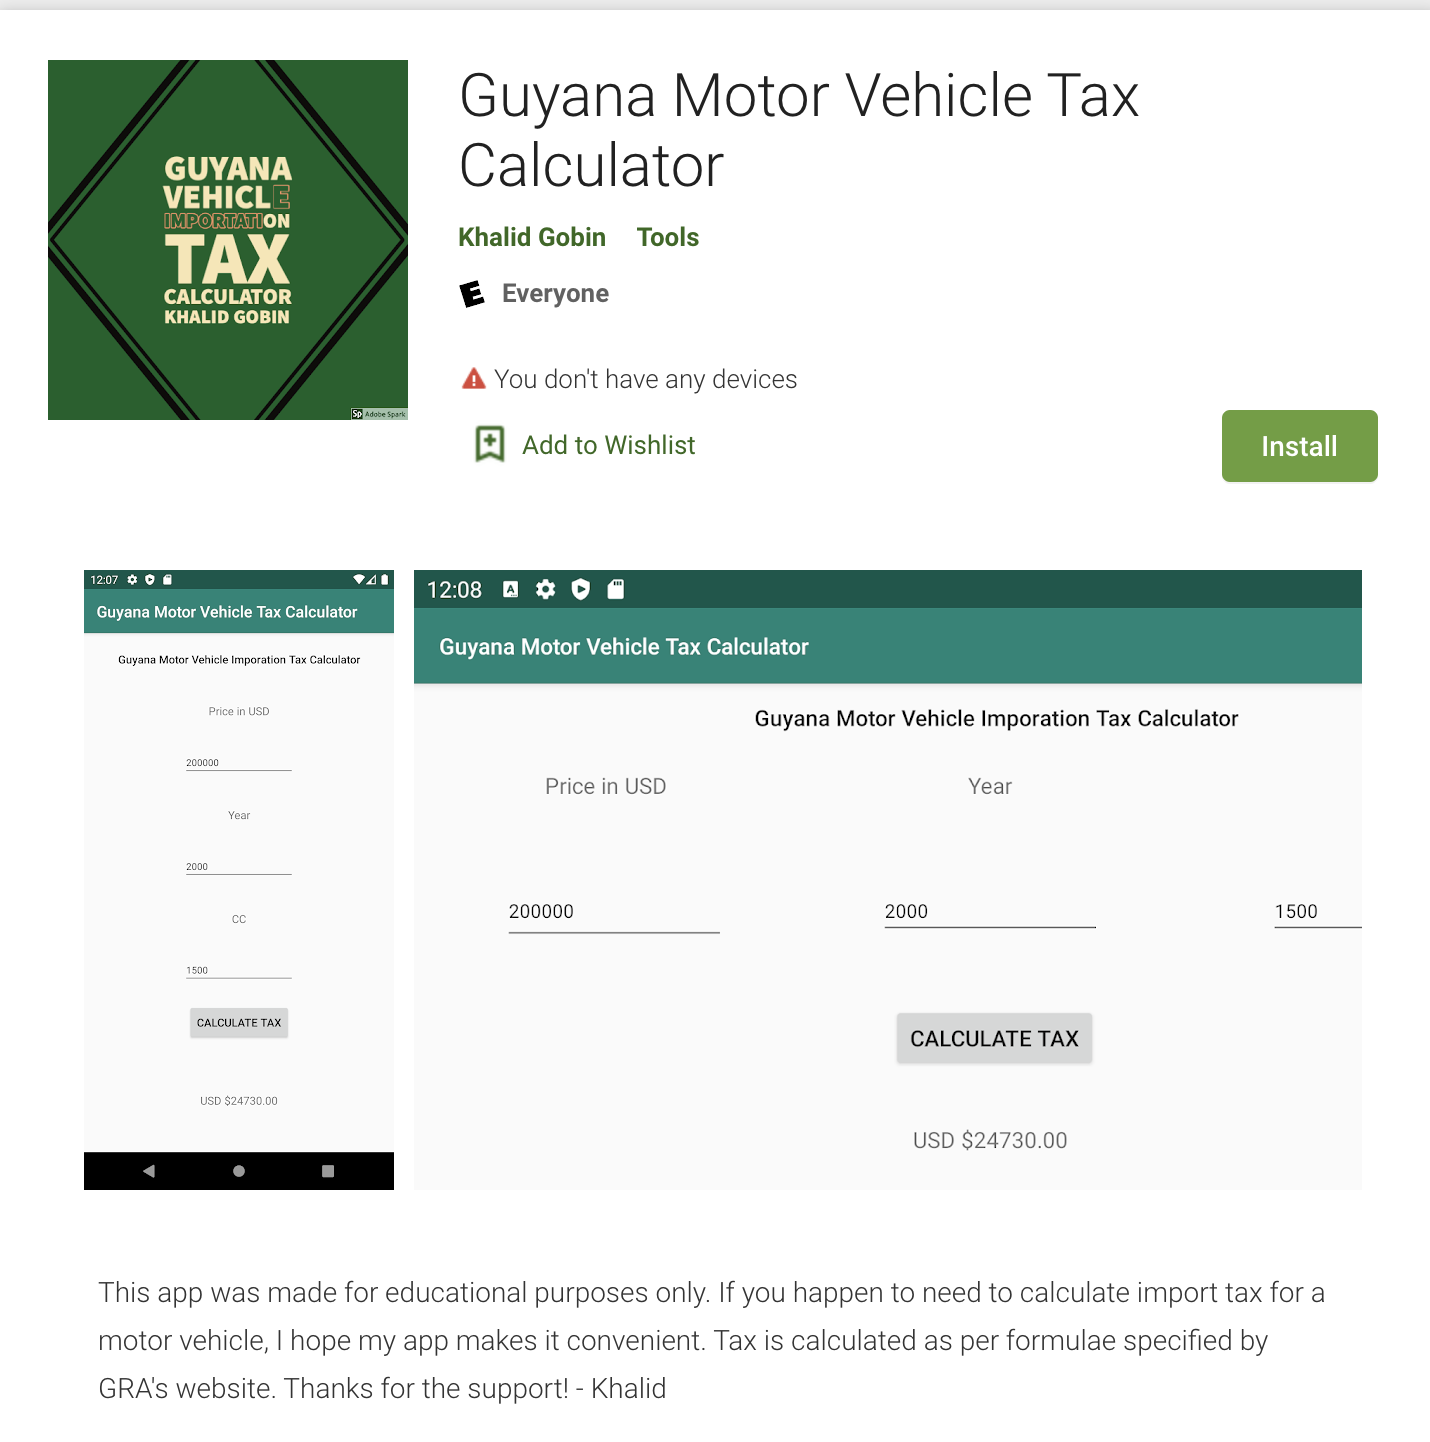 GUYANA
VEHICLE
IMPORTATION
TAX
CALCULATOR
KHALID GOBIN
Sp Adobe Spark
Guyana Motor Vehicle Tax
Calculator
Khalid Gobin Tools
E Everyone
You don't have any devices
Add to Wishlist
Install
12:07
Guyana Motor Vehicle Tax Calculator
Guyana Motor Vehicle Imporation Tax Calculator
Price in USD
200000
Year
2000
CC
1500
CALCULATE TAX
USD $24730.00
12:08 A
Guyana Motor Vehicle Tax Calculator
Guyana Motor Vehicle Imporation Tax Calculator
Price in USD Year
200000 2000 1500
CALCULATE TAX
USD $24730.00
This app was made for educational purposes only. If you happen to need to calculate import tax for a
motor vehicle, I hope my app makes it convenient. Tax is calculated as per formulae specified by
GRA's website. Thanks for the support! - Khalid